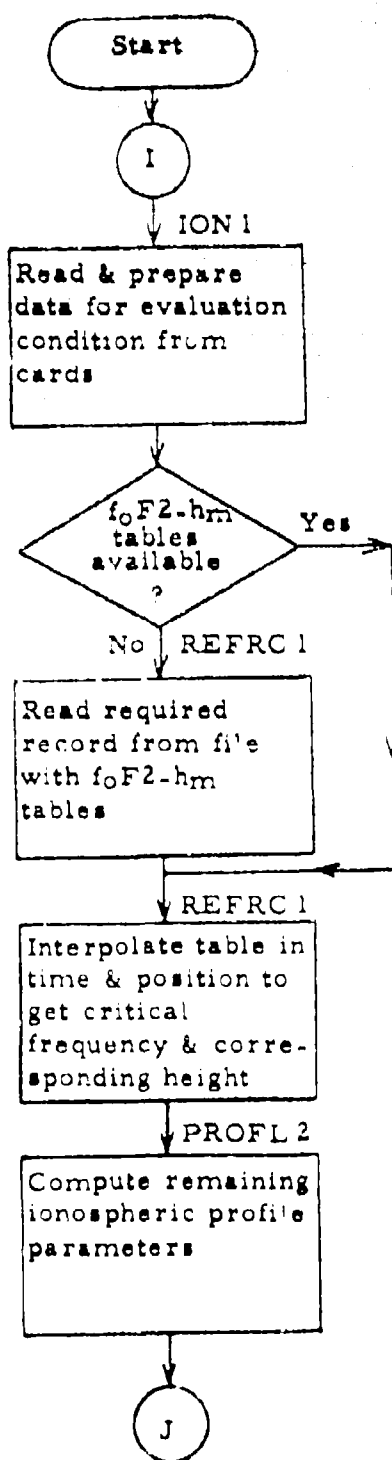 Start
I
ION 1
Read & prepare
data for evaluation
condition from
cards
f₀F2-hm
tables
available
?
Yes
No
REFRC 1
Read required
record from file
with f₀F2-hm
tables
REFRC 1
Interpolate table in
time & position to
get critical
frequency & corre-
sponding height
PROFL 2
Compute remaining
ionospheric profile
parameters
J